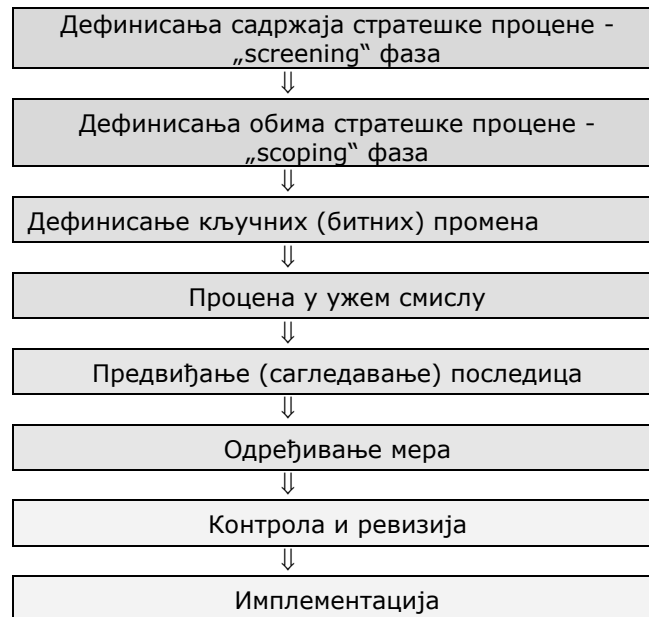 Дефинисања садржаја стратешке процене -
„screening“ фаза
⇓
Дефинисања обима стратешке процене -
„scoping“ фаза
⇓
Дефинисање кључних (битних) промена
⇓
Процена у ужем смислу
⇓
Предвиђање (сагледавање) последица
⇓
Одређивање мера
⇓
Контрола и ревизија
⇓
Имплементација